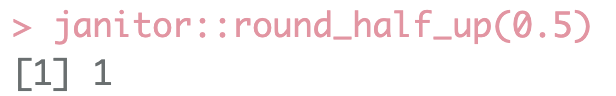 > janitor::round_half_up(0.5)
[1] 1